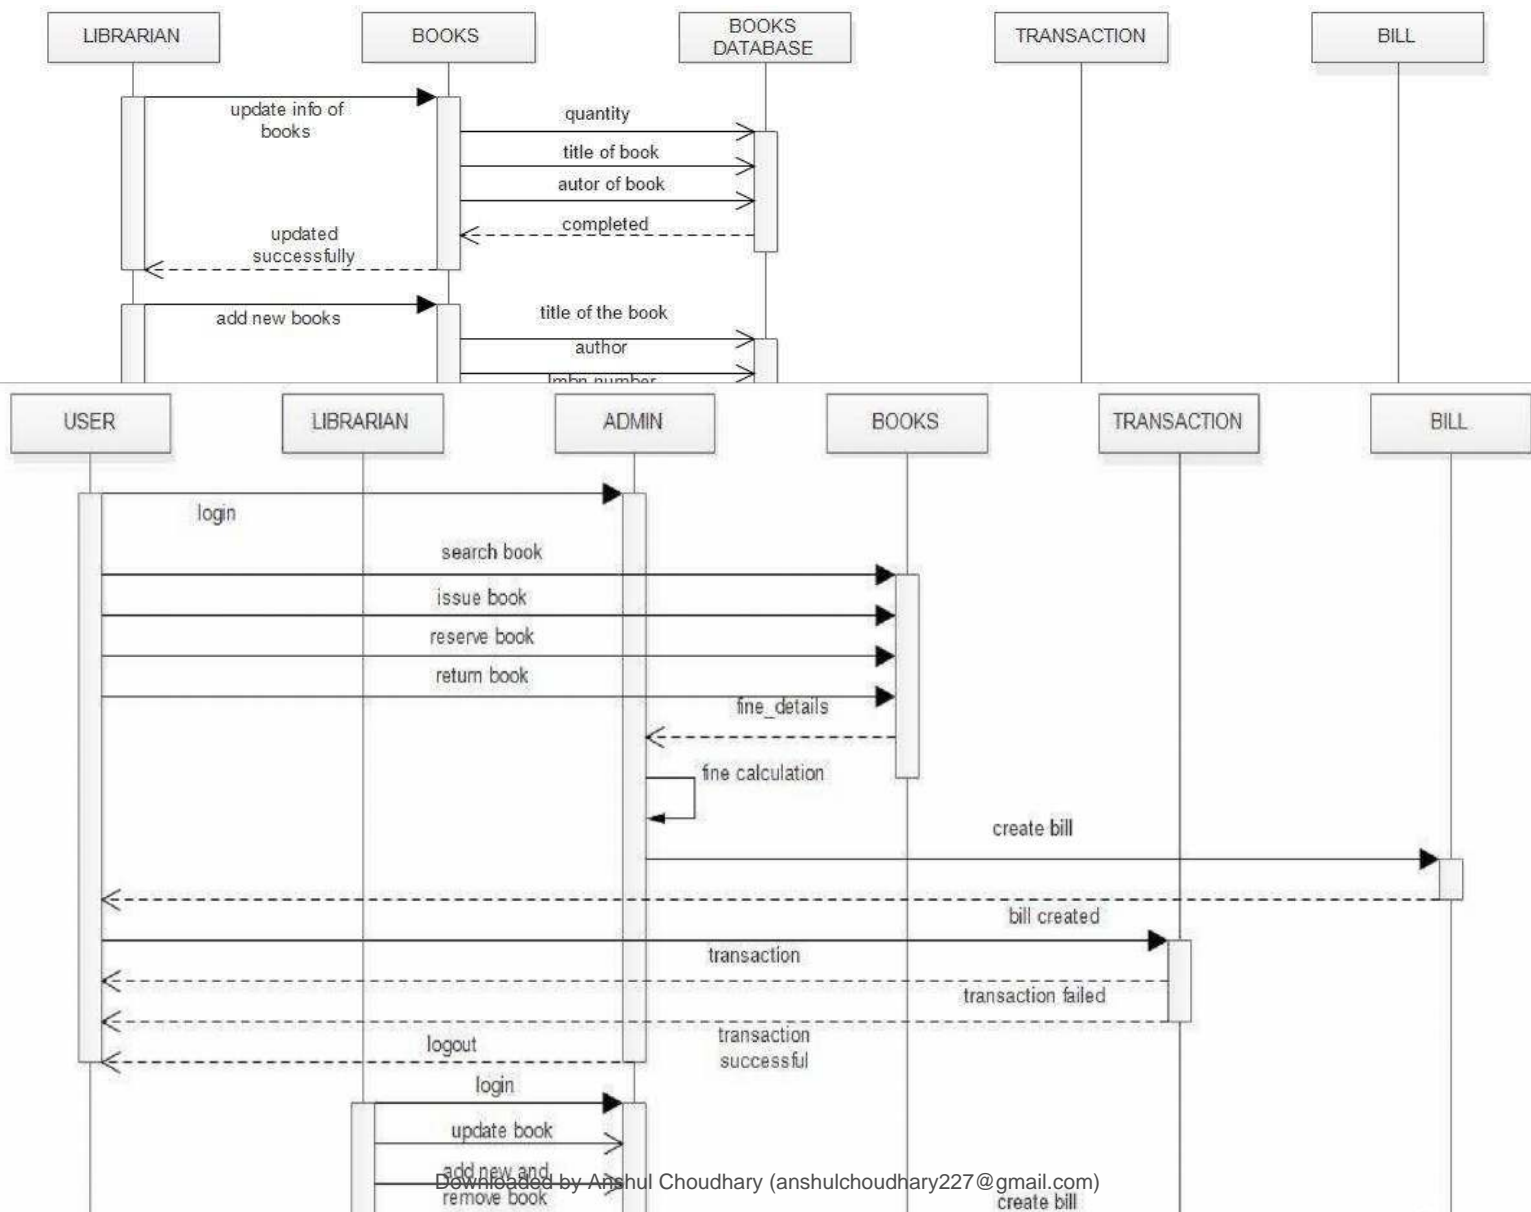 LIBRARIAN
BOOKS
BOOKS
DATABASE
TRANSACTION
BILL
update info of
books
quantity
title of book
autor of book
completed
updated
successfully
add new books
title of the book
author
number
USER
LIBRARIAN
ADMIN
BOOKS
TRANSACTION
BILL
login
search book
issue book
reserve book
return book
fine_details
fine calculation
create bill
bill created
transaction
transaction failed
transaction
successful
logout
login
update book
add new and
remove book
Downloaded by Anshul Choudhary (anshulchoudhary227@gmail.com)
create bill